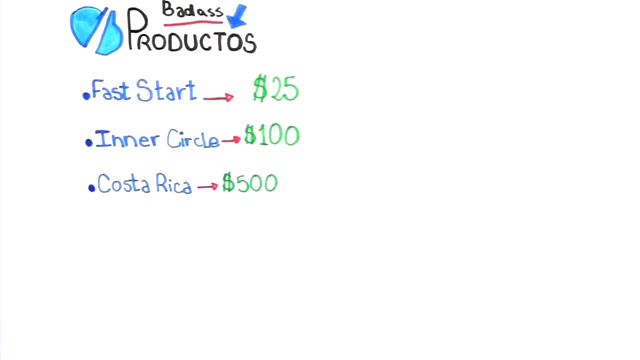 Badass
PRODUCTOS
•Fast Start → $25
•Inner Circle → $100
•Costa Rica → $500